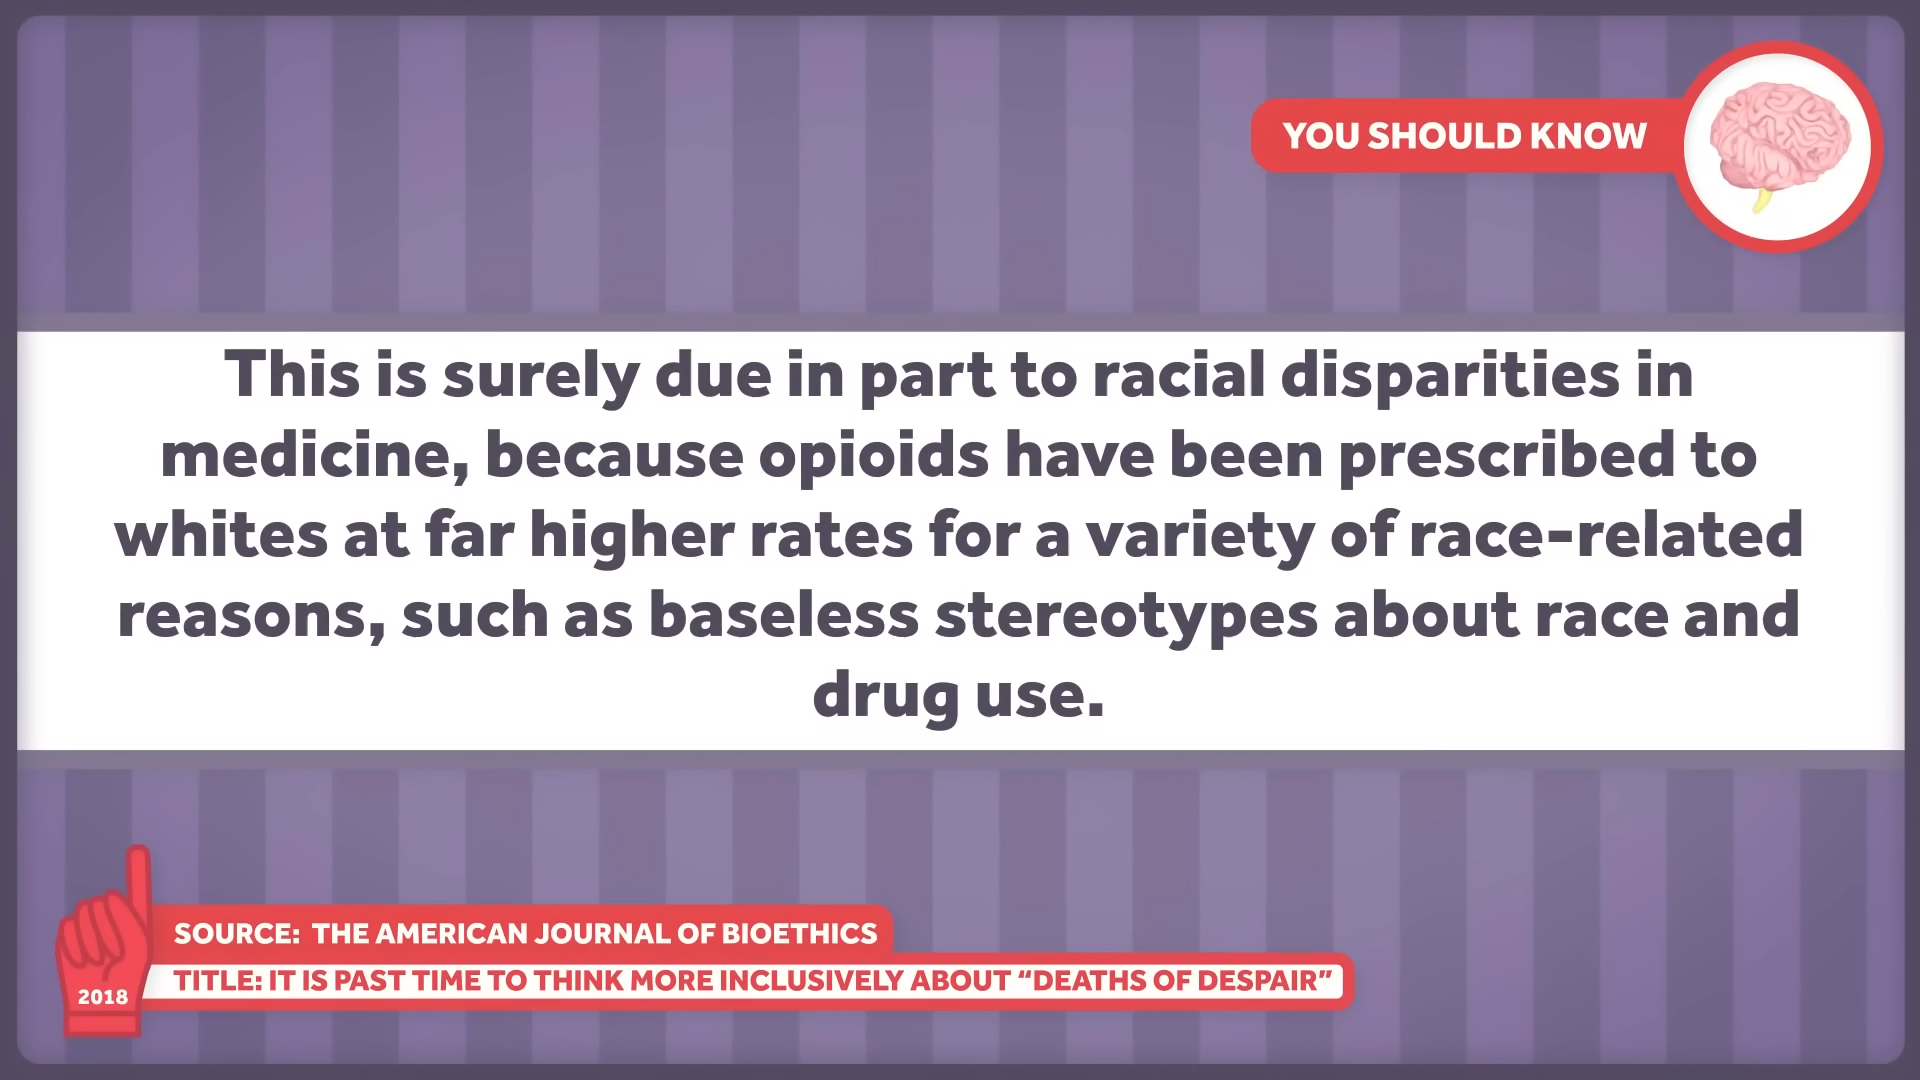 YOU SHOULD KNOW
This is surely due in part to racial disparities in
medicine, because opioids have been prescribed to
whites at far higher rates for a variety of race-related
reasons, such as baseless stereotypes about race and
drug use.
SOURCE: THE AMERICAN JOURNAL OF BIOETHICS
TITLE: IT IS PAST TIME TO THINK MORE INCLUSIVELY ABOUT “DEATHS OF DESPAIR”
2018